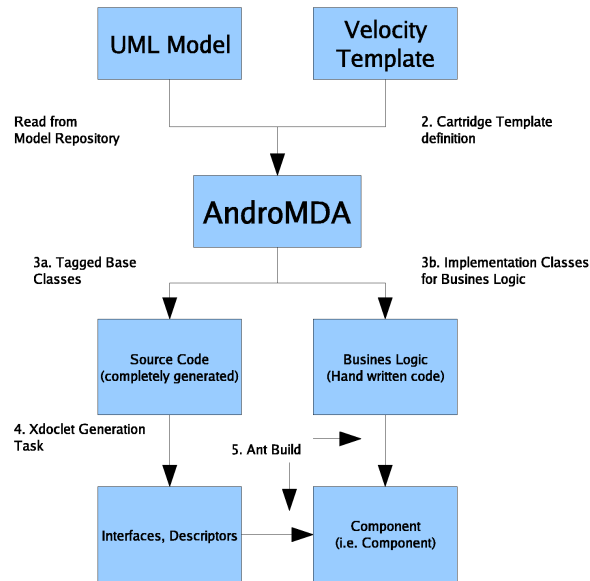 UML Model
Velocity
Template
Read from
Model Repository
2. Cartridge Template
definition
AndroMDA
3a. Tagged Base
Classes
3b. Implementation Classes
for Busines Logic
Source Code
(completely generated)
Busines Logic
(Hand written code)
4. Xdoclet Generation
Task
5. Ant Build
Interfaces, Descriptors
Component
(i.e. Component)